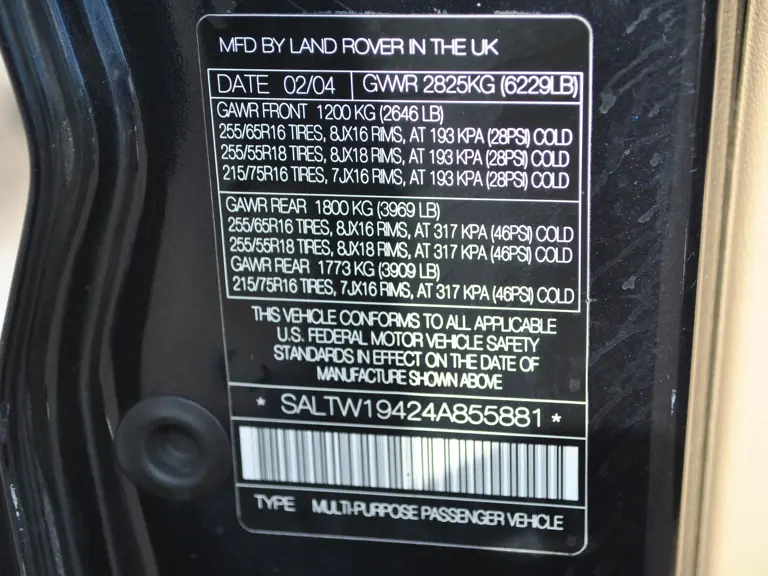 MFD BY LAND ROVER IN THE UK
DATE 02/04 GVWR 2825KG (6229LB)
GAWR FRONT 1200 KG (2646 LB)
255/65R16 TIRES, 8JX16 RIMS, AT 193 KPA (28PSI) COLD
255/55R18 TIRES, 8JX18 RIMS, AT 193 KPA (28PSI) COLD
215/75R16 TIRES, 7JX16 RIMS, AT 193 KPA (28PSI) COLD
GAWR REAR 1800 KG (3969 LB)
255/65R16 TIRES, 8JX16 RIMS, AT 317 KPA (46PSI) COLD
255/55R18 TIRES, 8JX18 RIMS, AT 317 KPA (46PSI) COLD
GAWR REAR 1773 KG (3909 LB)
215/75R16 TIRES, 7JX16 RIMS, AT 317 KPA (46PSI) COLD
THIS VEHICLE CONFORMS TO ALL APPLICABLE
U.S. FEDERAL MOTOR VEHICLE SAFETY
STANDARDS IN EFFECT ON THE DATE OF
MANUFACTURE SHOWN ABOVE
* SALTW19424A855881 *
TYPE MULTI-PURPOSE PASSENGER VEHICLE